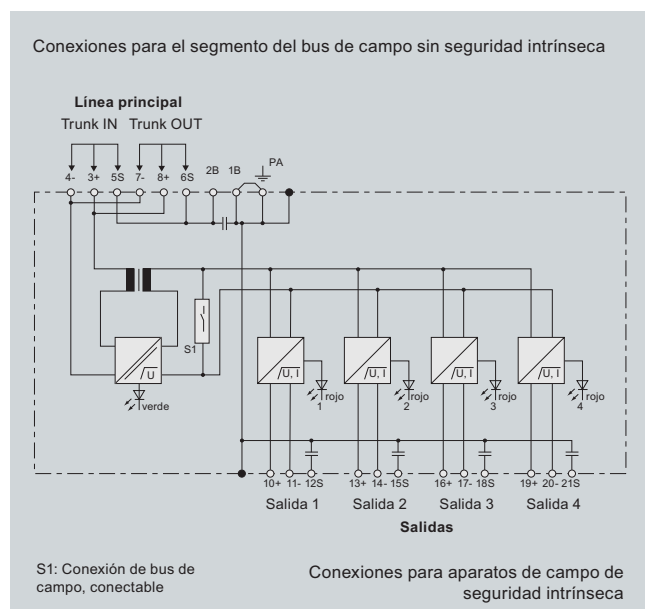 Conexiones para el segmento del bus de campo sin seguridad intrínseca
Línea principal
Trunk IN Trunk OUT
PA
4- 3+ 5S 7- 8+ 6S 2B 1B
S1
U
U, I
U, I
U, I
U, I
verde
rojo
1
rojo
2
rojo
3
rojo
4
10+ 11- 12S 13+ 14- 15S 16+ 17- 18S 19+ 20- 21S
Salida 1 Salida 2 Salida 3 Salida 4
Salidas
S1: Conexión de bus de
campo, conectable
Conexiones para aparatos de campo de
seguridad intrínseca